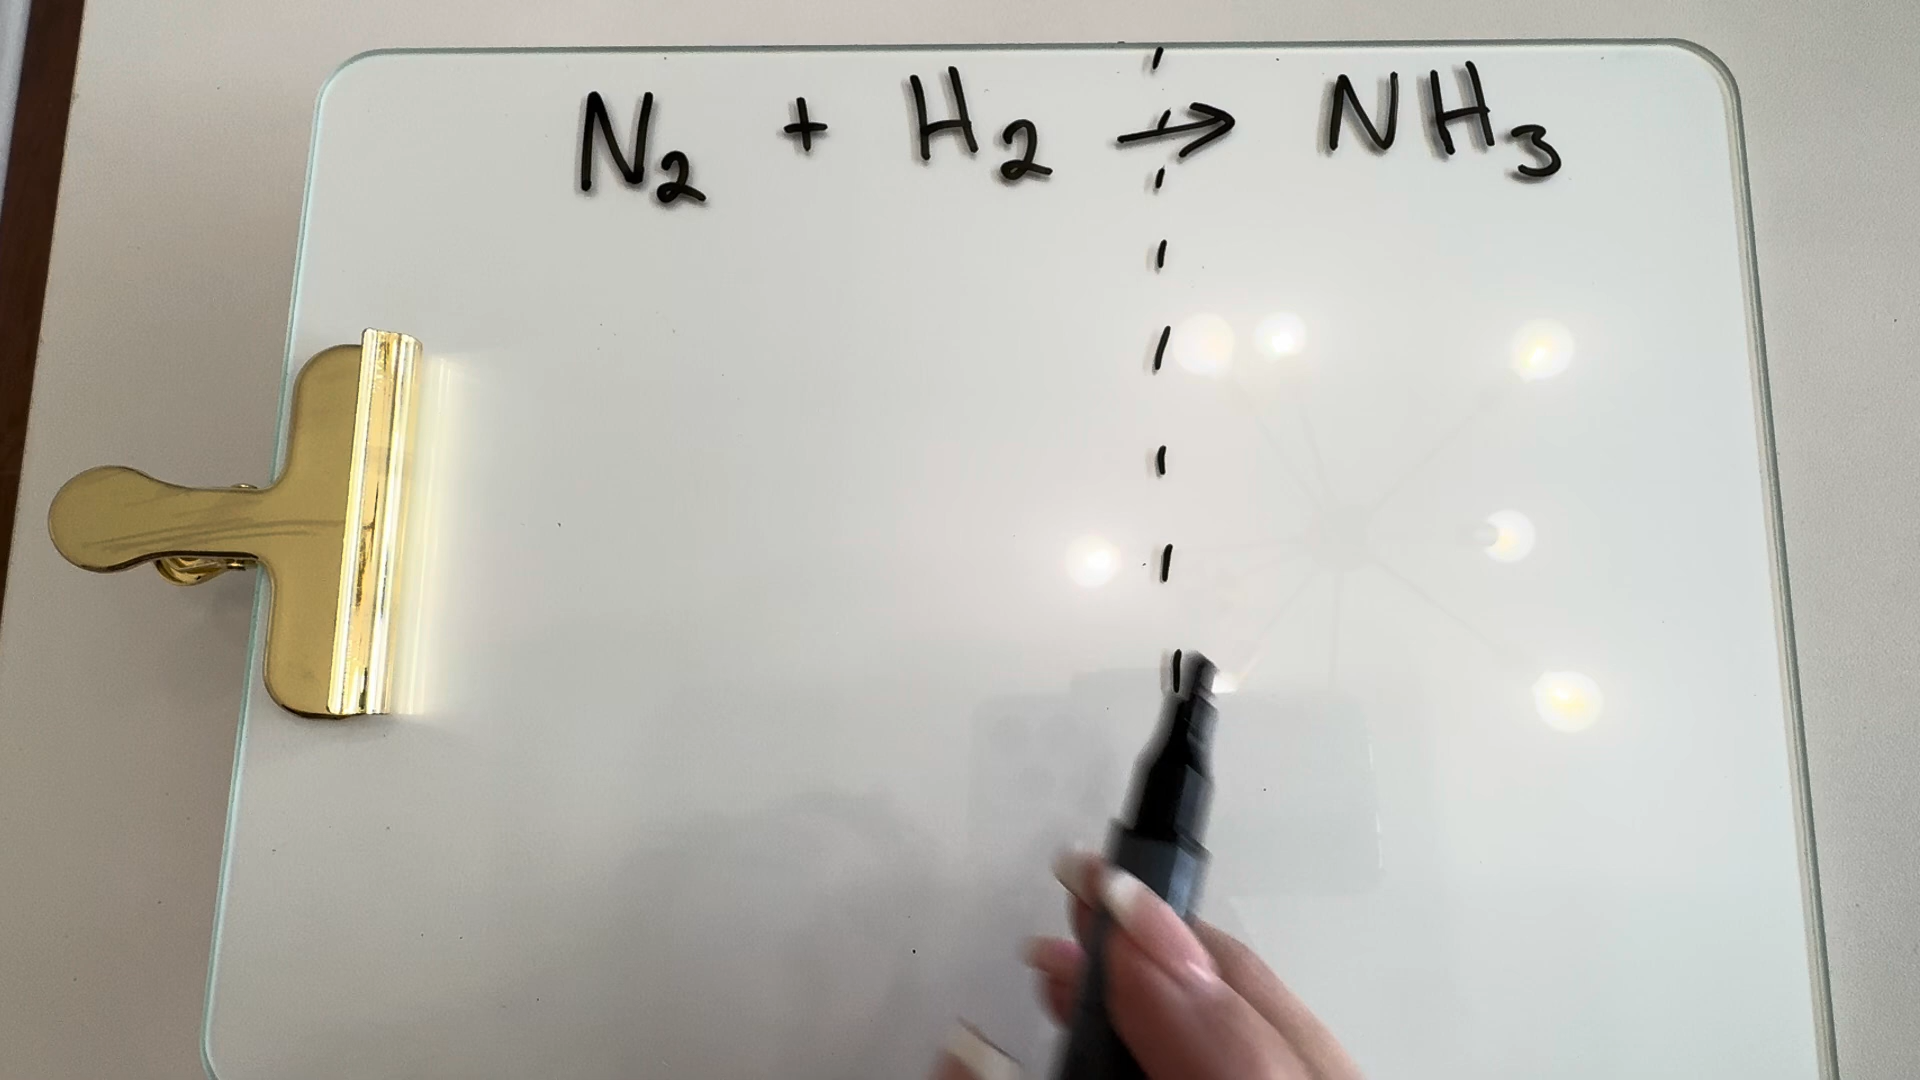 N₂ + H₂ → NH₃